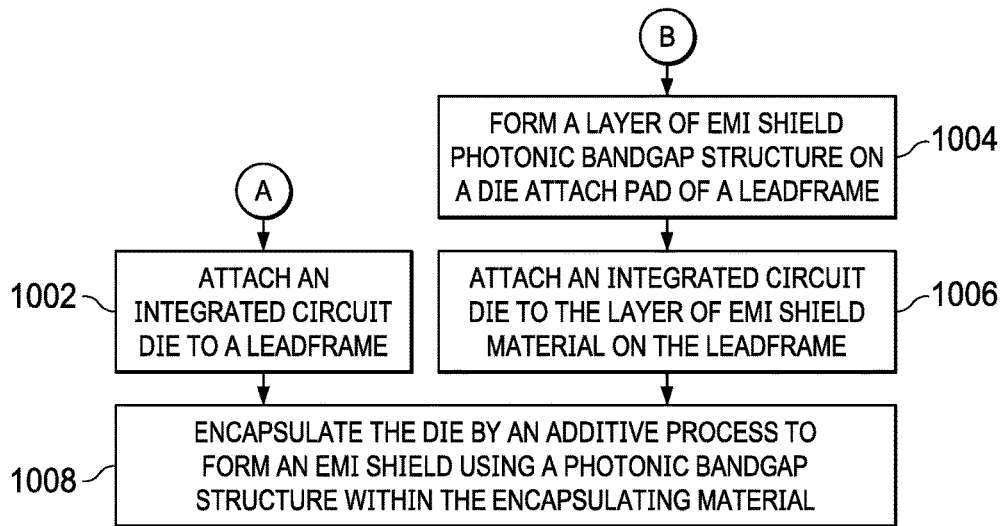 B
FORM A LAYER OF EMI SHIELD
PHOTONIC BANDGAP STRUCTURE ON
A DIE ATTACH PAD OF A LEADFRAME
1004
A
1002
ATTACH AN
INTEGRATED CIRCUIT
DIE TO A LEADFRAME
ATTACH AN INTEGRATED CIRCUIT
DIE TO THE LAYER OF EMI SHIELD
MATERIAL ON THE LEADFRAME
1006
1008
ENCAPSULATE THE DIE BY AN ADDITIVE PROCESS TO
FORM AN EMI SHIELD USING A PHOTONIC BANDGAP
STRUCTURE WITHIN THE ENCAPSULATING MATERIAL